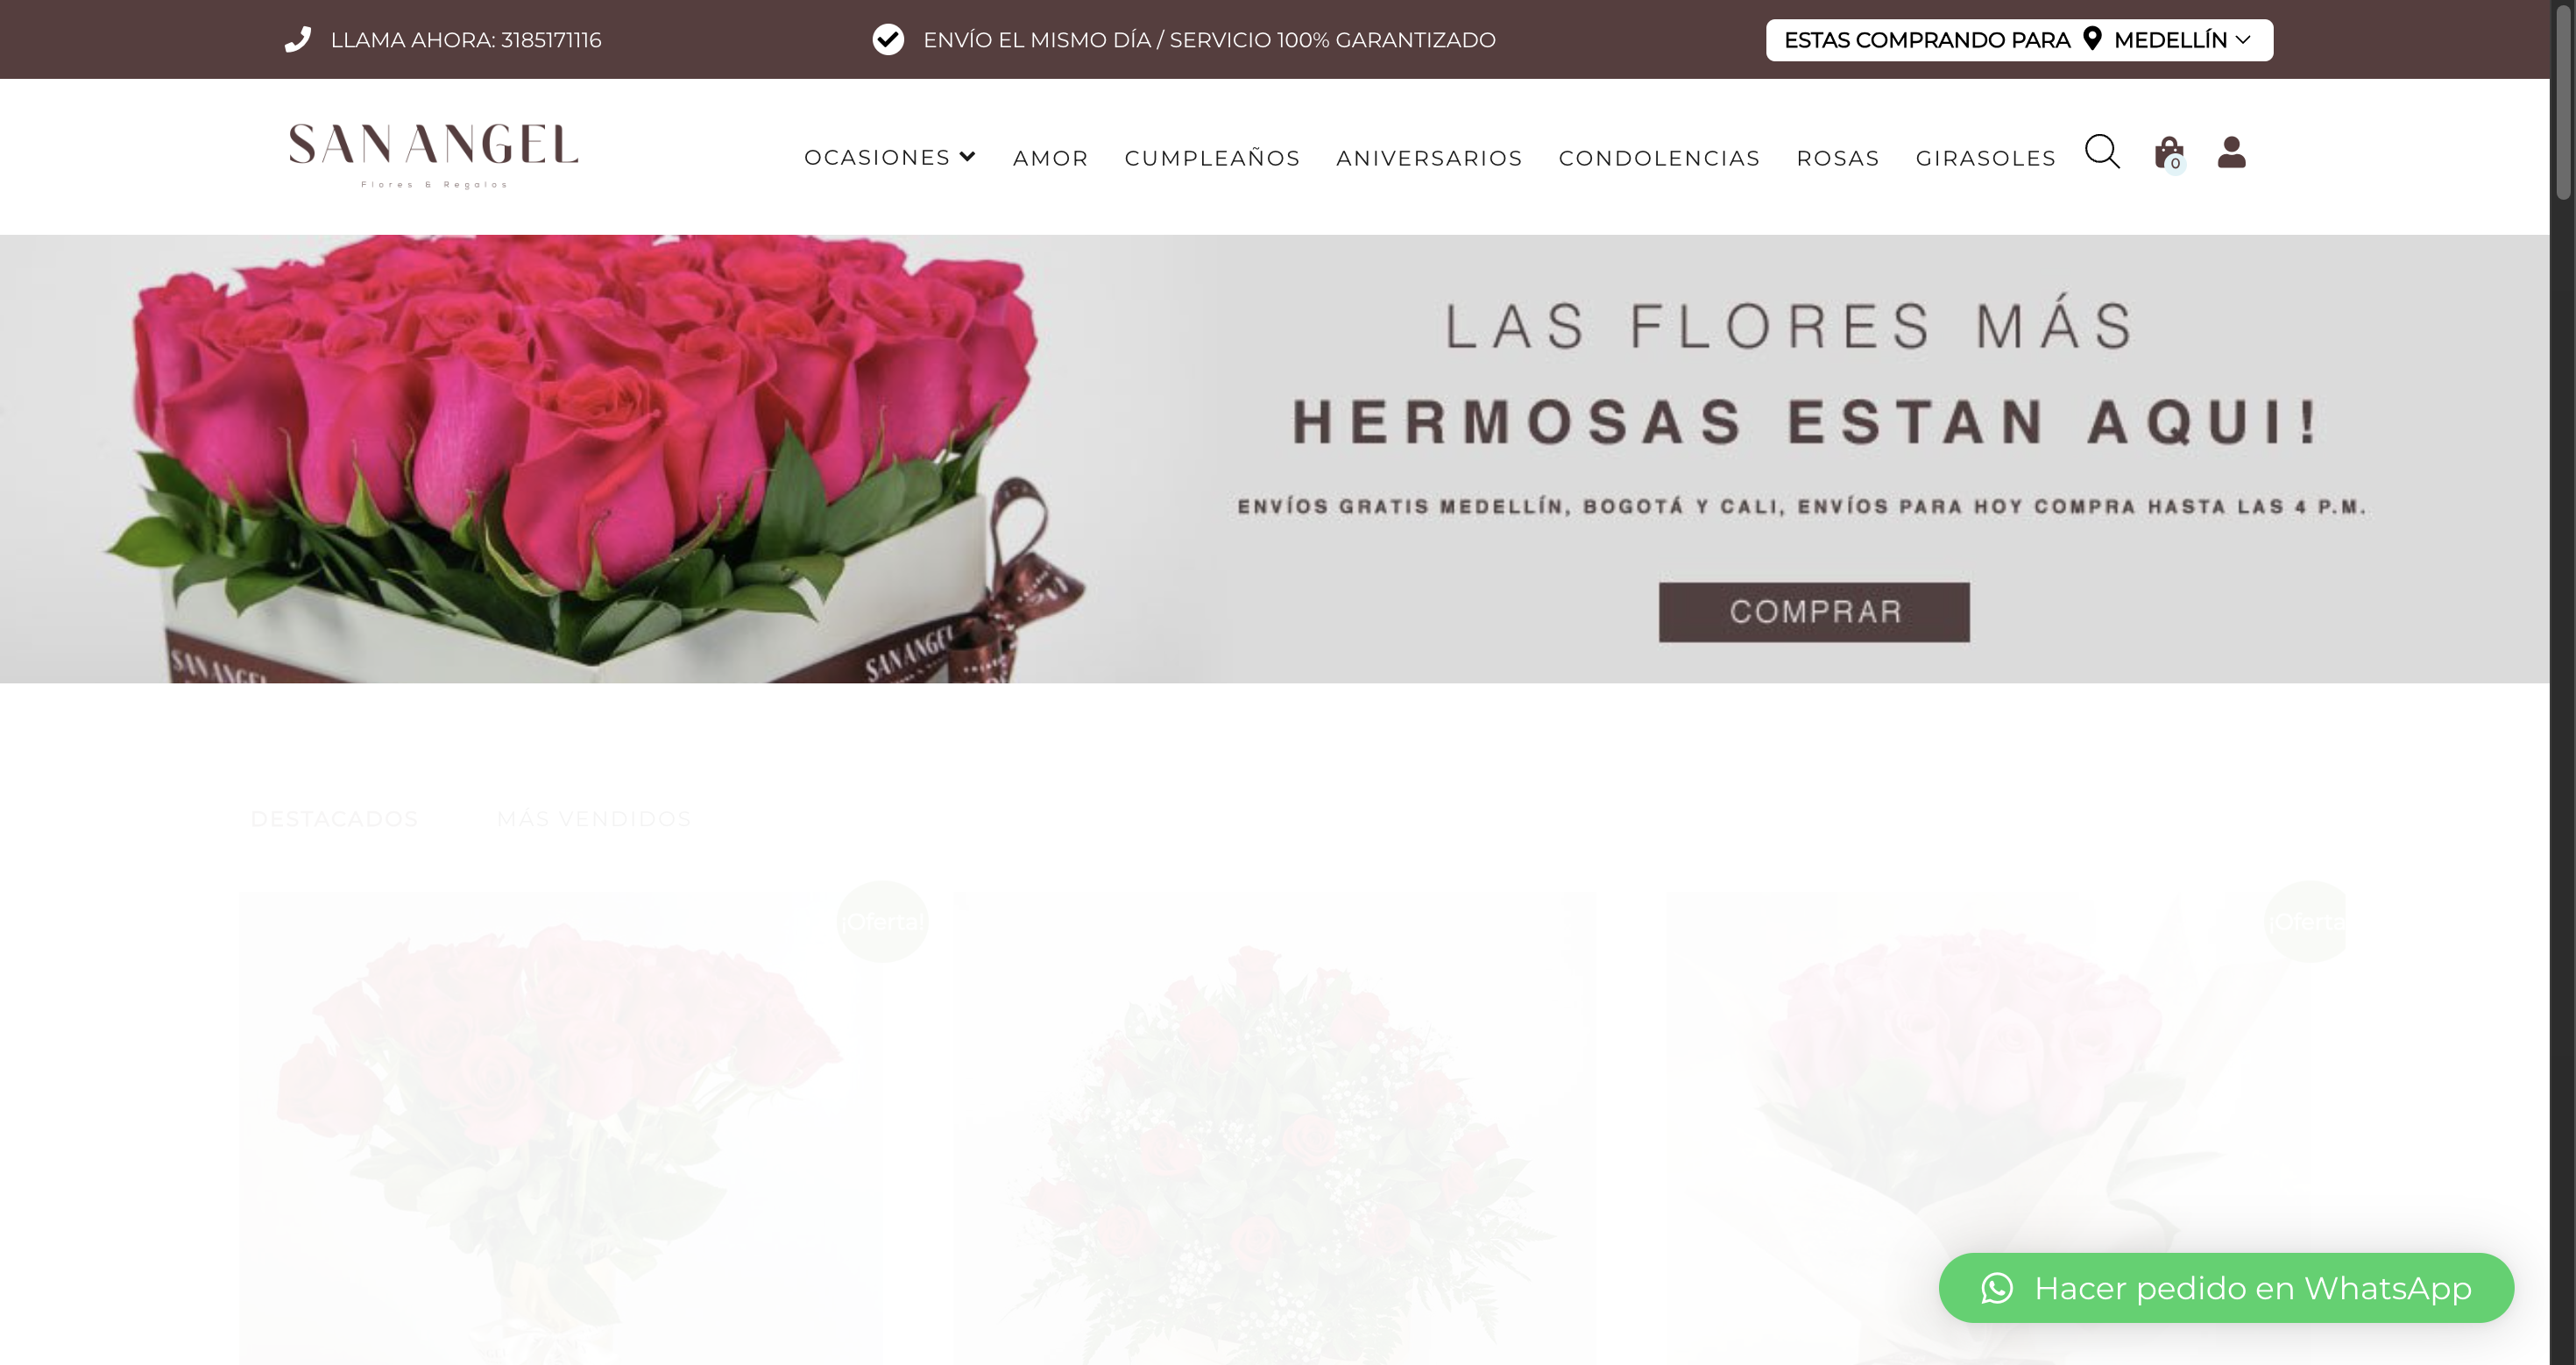 LLAMA AHORA: 3185171116
ENVÍO EL MISMO DÍA / SERVICIO 100% GARANTIZADO
ESTAS COMPRANDO PARA MEDELLÍN
SAN ANGEL
Flores & Regalos
OCASIONES
AMOR
CUMPLEAÑOS
ANIVERSARIOS
CONDOLENCIAS
ROSAS
GIRASOLES
0
LAS FLORES MÁS
HERMOSAS ESTAN AQUI!
ENVÍOS GRATIS MEDELLÍN, BOGOTÁ Y CALI, ENVÍOS PARA HOY COMPRA HASTA LAS 4 P.M.
COMPRAR
SAN ANGEL
SAN ANGEL
DESTACADOS
MÁS VENDIDOS
¡Oferta!
¡Oferta
Hacer pedido en WhatsApp